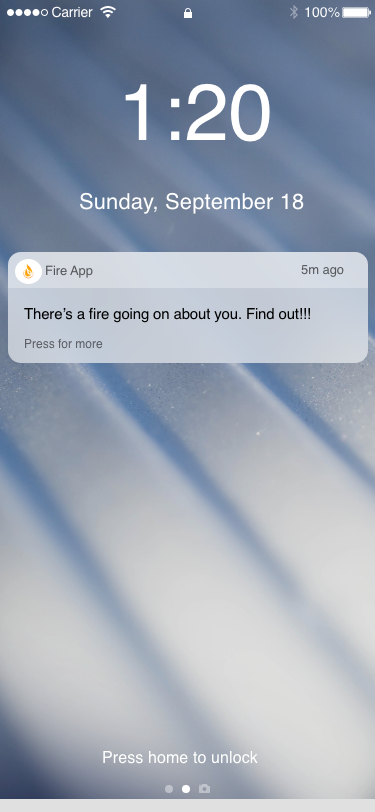 Carrier 100%
1:20
Sunday, September 18
Fire App 5m ago
There's a fire going on about you. Find out!!!
Press for more
Press home to unlock